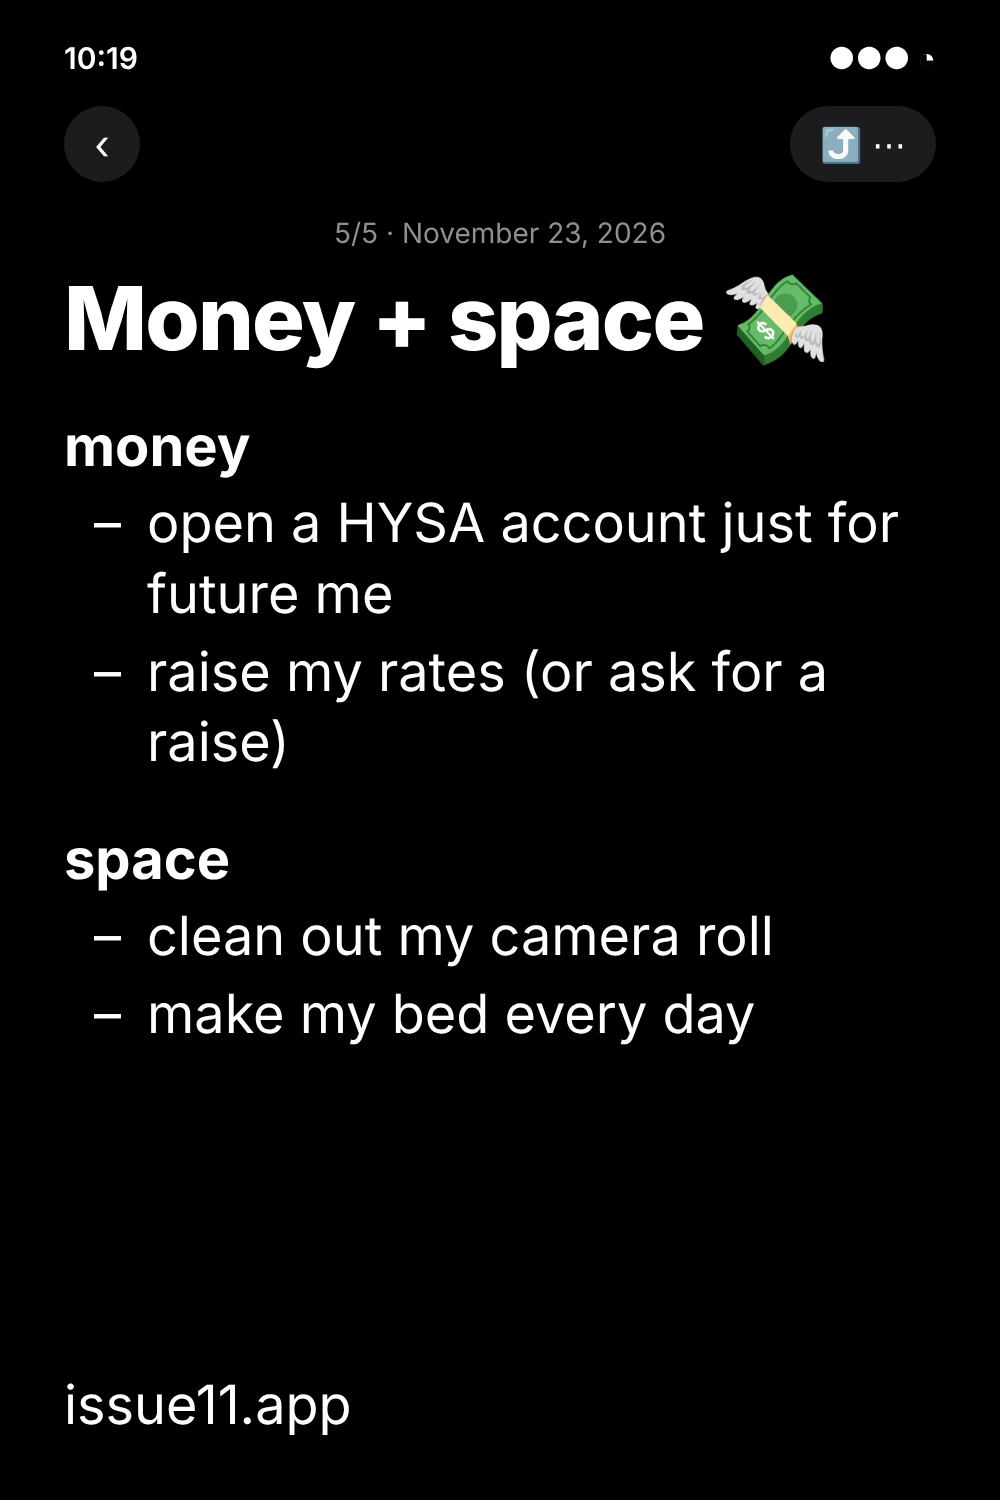 10:19
5/5 · November 23, 2026
Money + space 💸
money
– open a HYSA account just for
future me
– raise my rates (or ask for a
raise)
space
– clean out my camera roll
– make my bed every day
issue11.app